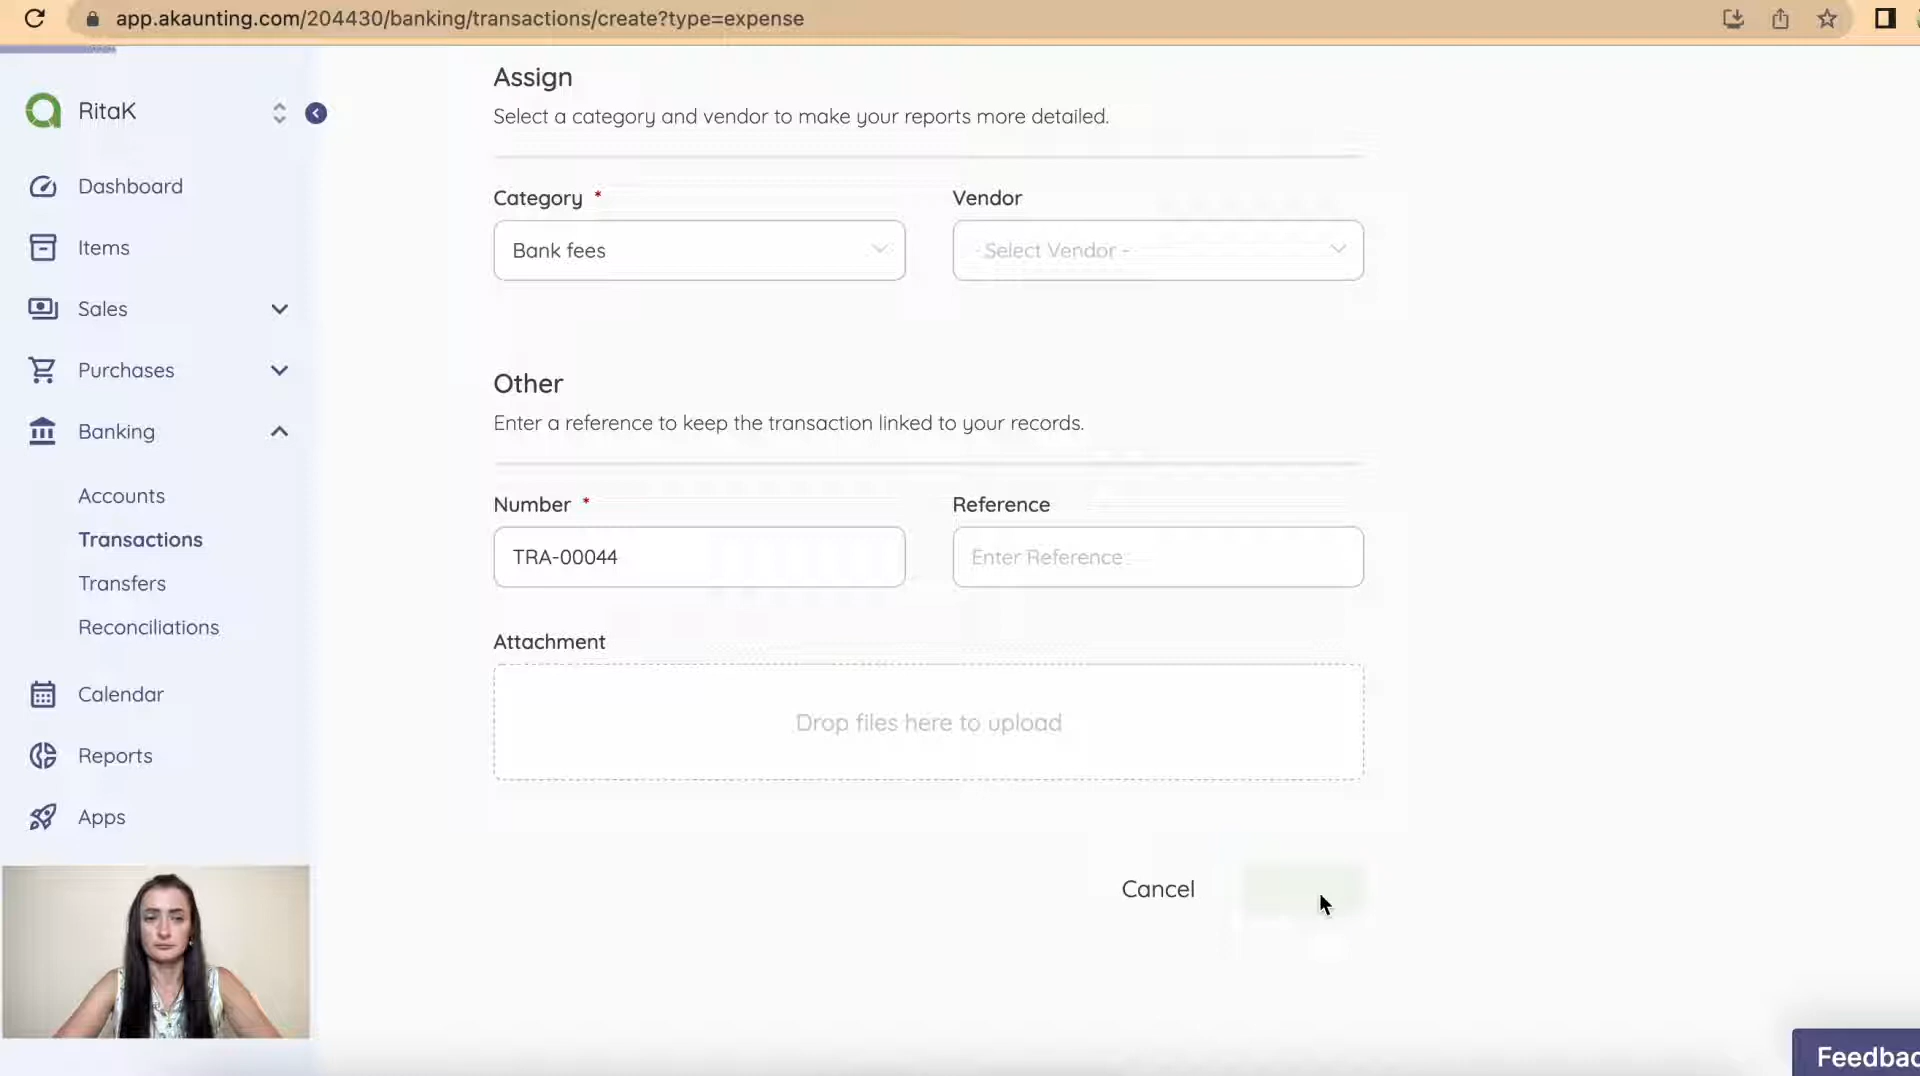 app.akaunting.com/204430/banking/transactions/create?type=expense
RitaK
Dashboard
Items
Sales
Purchases
Banking
Accounts
Transactions
Transfers
Reconciliations
Calendar
Reports
Apps
Assign
Select a category and vendor to make your reports more detailed.
Category *
Vendor
Bank fees
- Select Vendor -
Other
Enter a reference to keep the transaction linked to your records.
Number *
Reference
TRA-00044
Enter Reference
Attachment
Drop files here to upload
Cancel
Feedbac